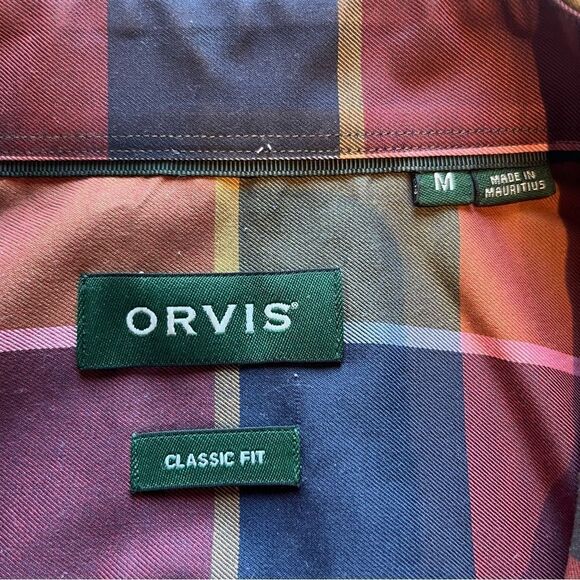 M
MADE IN
MAURITIUS
ORVIS®
CLASSIC FIT